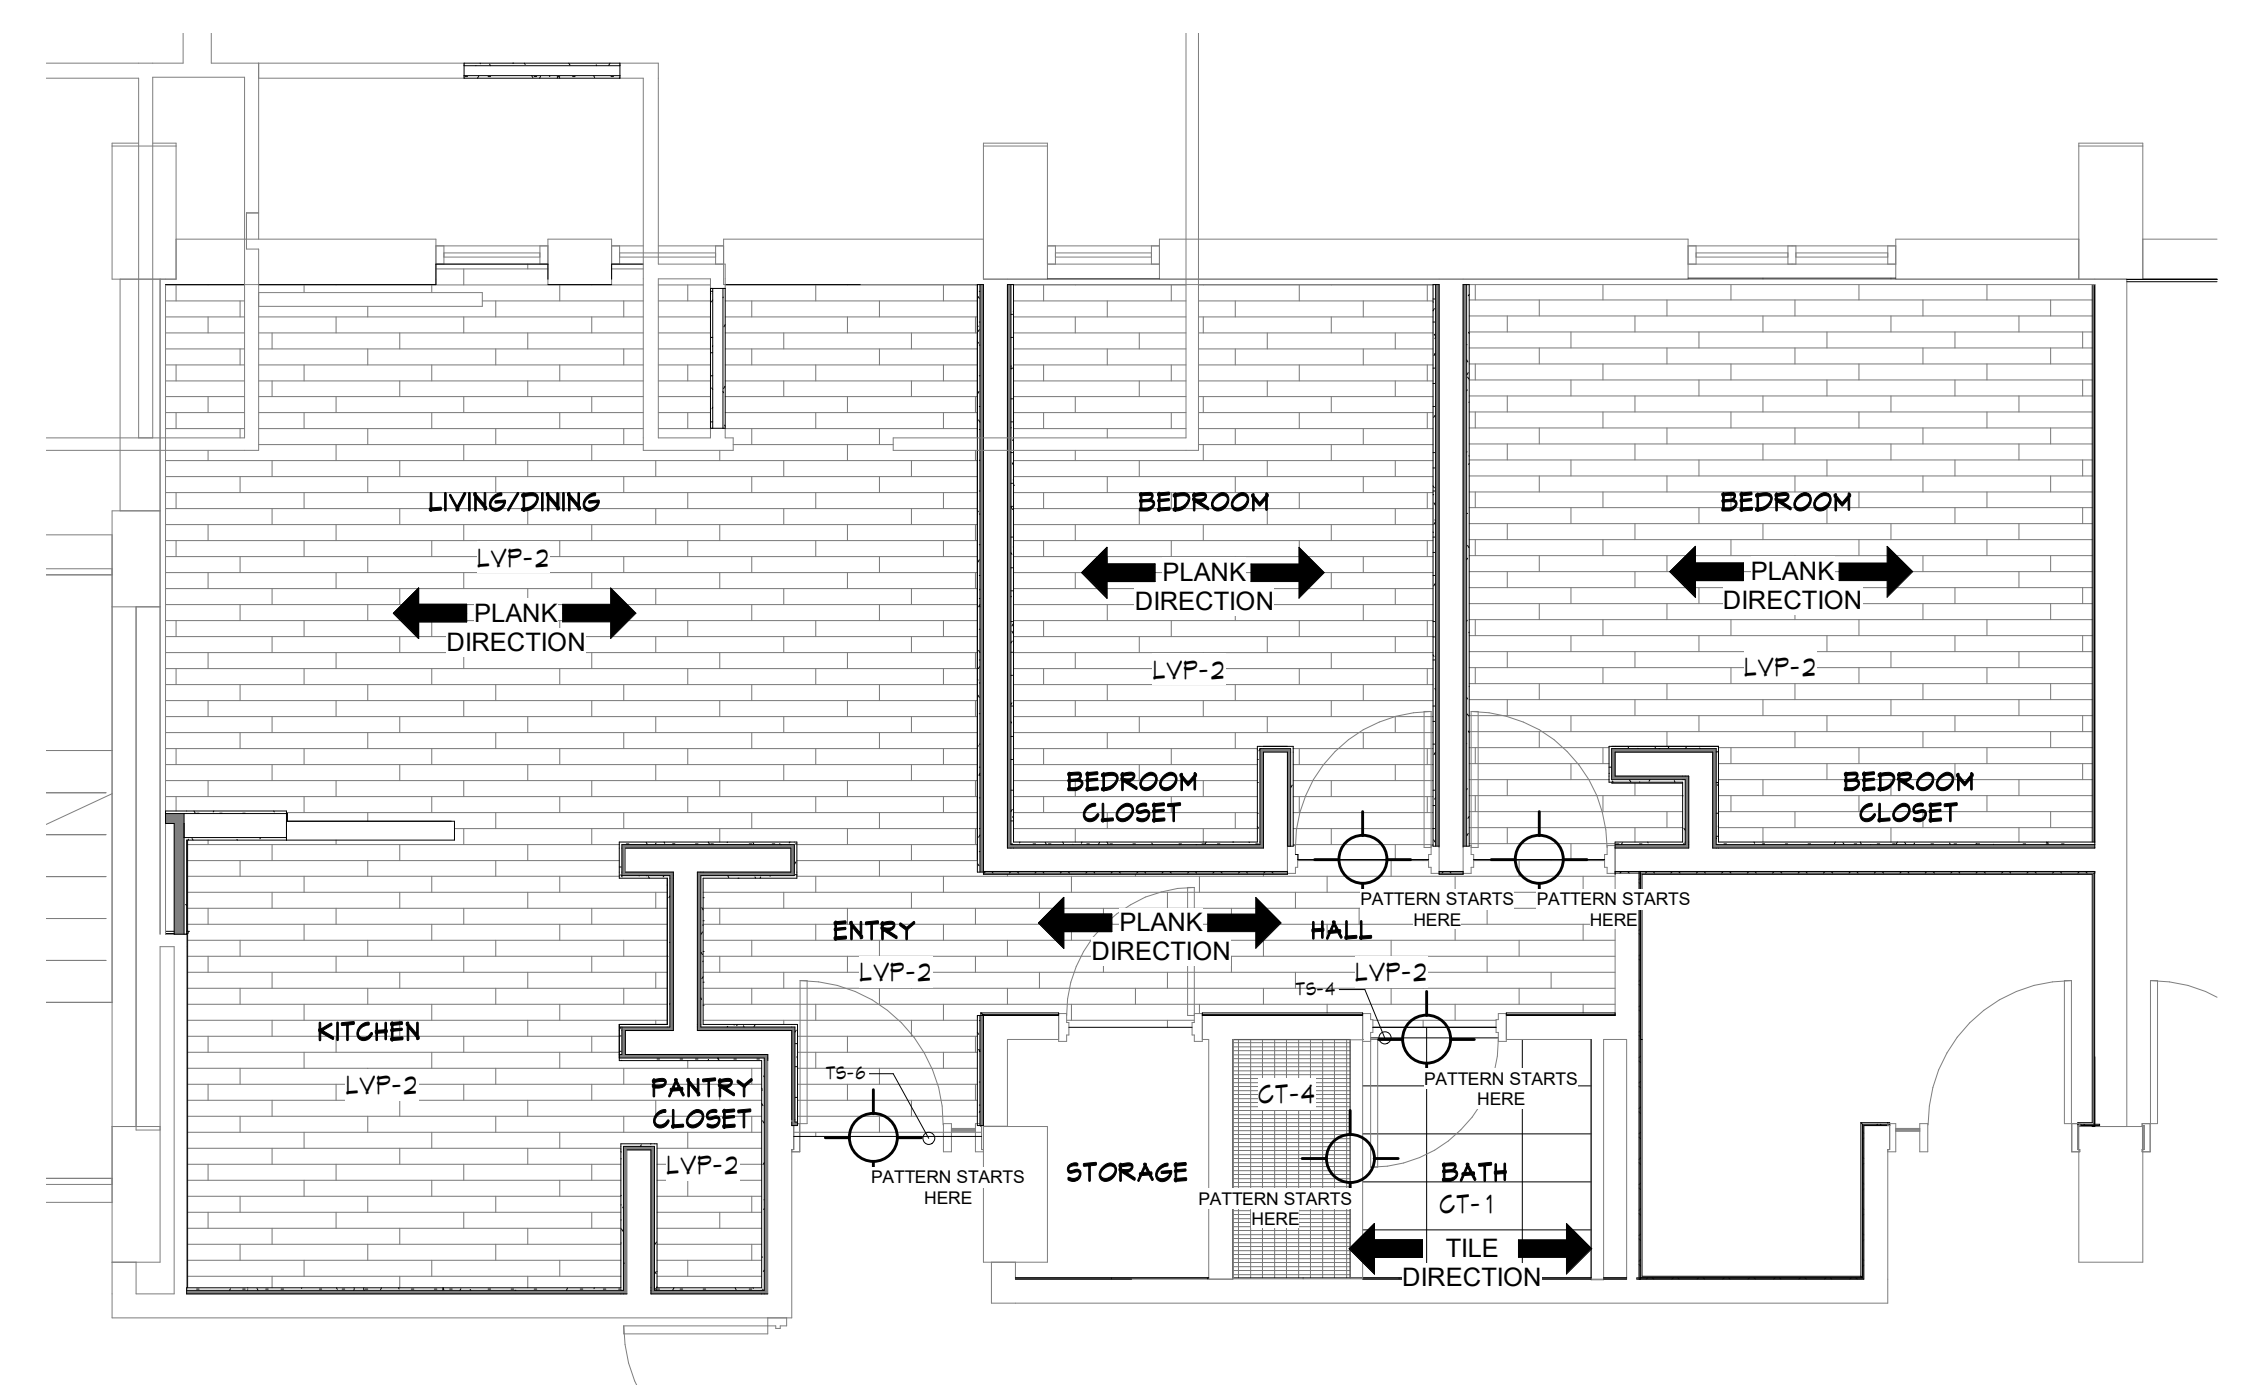 LIVING/DINING
LVP-2
PLANK
DIRECTION
BEDROOM
PLANK
DIRECTION
LVP-2
BEDROOM
CLOSET
BEDROOM
PLANK
DIRECTION
LVP-2
BEDROOM
CLOSET
PATTERN STARTS
HERE
PATTERN STARTS
HERE
ENTRY
LVP-2
PLANK
DIRECTION
HALL
LVP-2
TS-4
KITCHEN
LVP-2
PANTRY
CLOSET
LVP-2
TS-6
PATTERN STARTS
HERE
STORAGE
CT-4
PATTERN STARTS
HERE
PATTERN STARTS
HERE
BATH
CT-1
TILE
DIRECTION